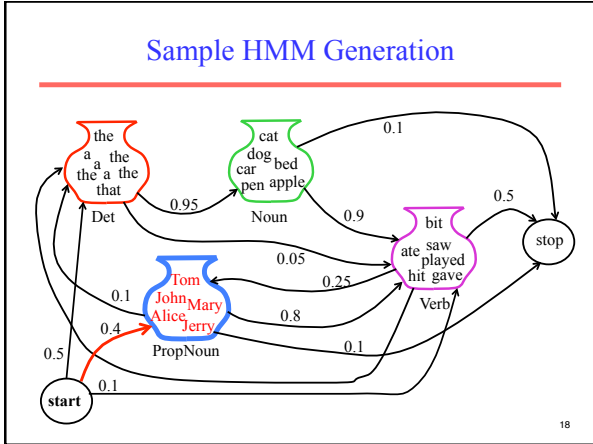 Sample HMM Generation
the
a a the
the a the
that
Det
0.95
cat
dog
car bed
pen apple
Noun
0.1
0.9
0.05
bit
ate saw
played
hit gave
Verb
0.5
stop
0.25
Tom
John Mary
Alice
Jerry
PropNoun
0.8
0.1
0.1
0.4
0.5
0.1
start
18